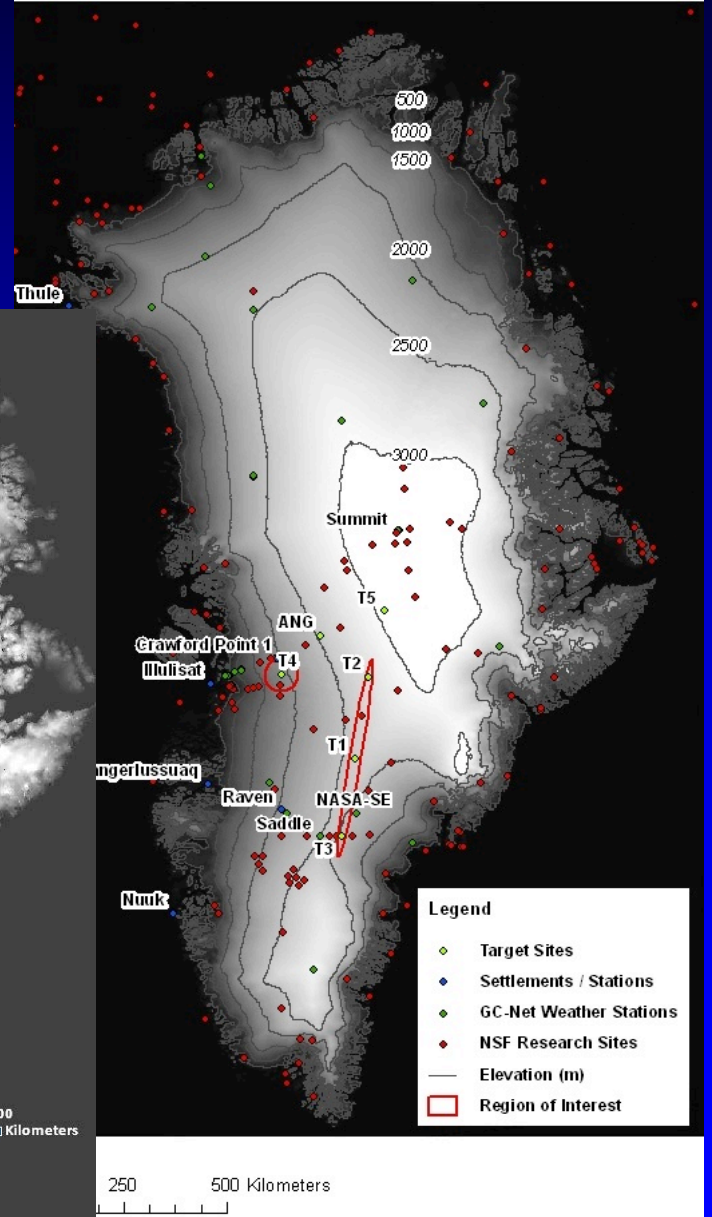 500
1000
1500
2000
Thule
2500
3000
Summit
T5
ANG
Crawford Point 1
T4
T2
Illulisat
T1
ngerlussuaq
Raven
NASA-SE
Saddle
T3
Nuuk
Legend
Target Sites
Settlements / Stations
GC-Net Weather Stations
NSF Research Sites
Elevation (m)
Region of Interest
00
Kilometers
250 500 Kilometers